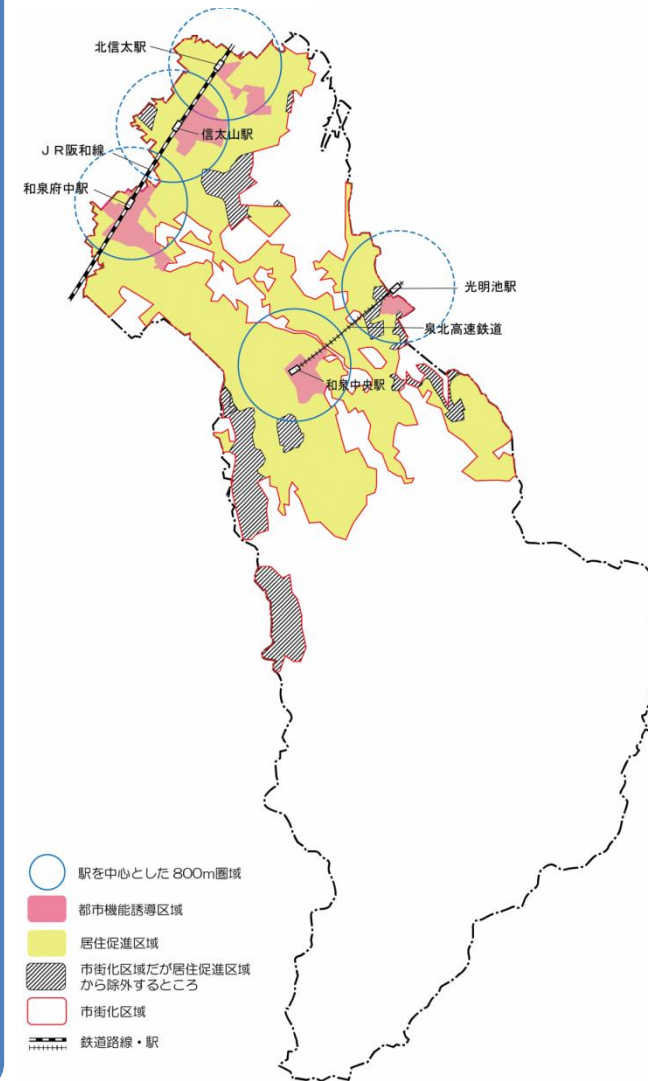 北信太駅
信太山駅
JR阪和線
和泉府中駅
光明池駅
泉北高速鉄道
和泉中央駅
駅を中心とした800m圏域
都市機能誘導区域
居住促進区域
市街化区域だが居住促進区域
から除外するところ
市街化区域
鉄道路線・駅